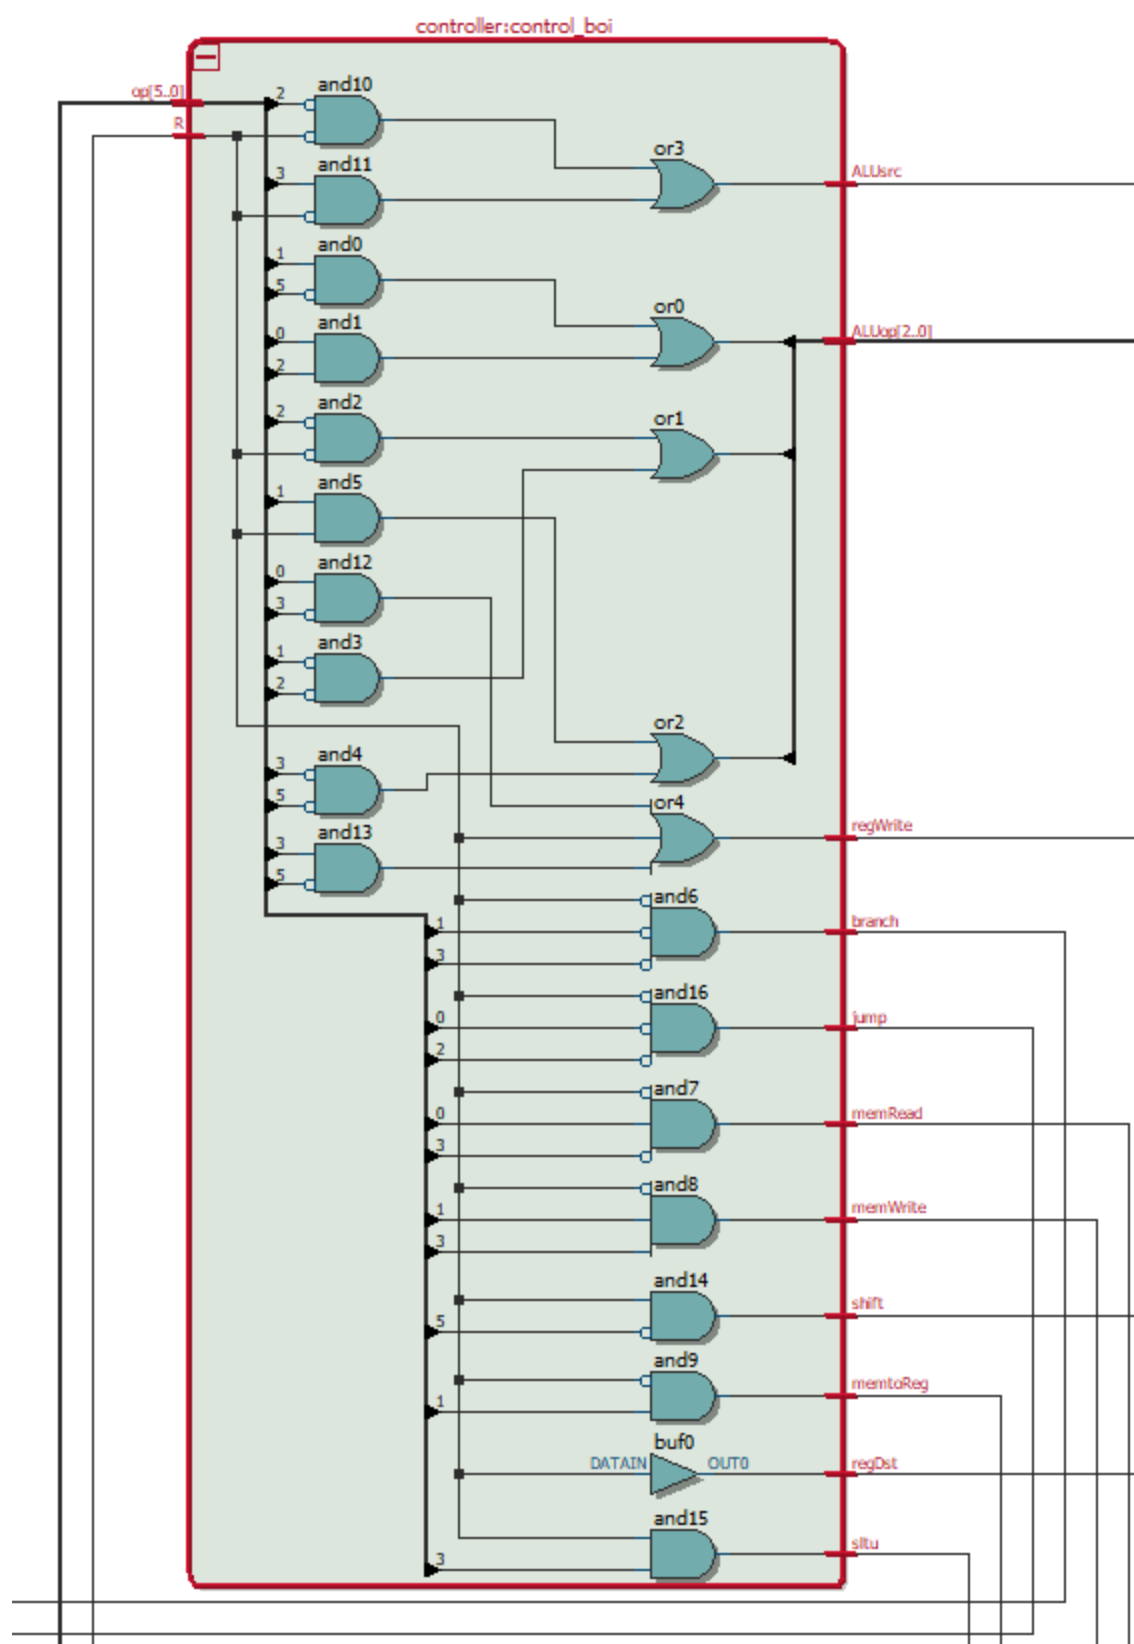 controller:control_boi
op[5..0]
R
2
and10
3
and11
or3
ALUsrc
1
5
and0
0
2
and1
or0
ALUop[2..0]
2
and2
or1
1
and5
0
3
and12
1
2
and3
3
5
and4
or2
3
5
and13
or4
regWrite
1
3
and6
branch
0
2
and16
jump
0
3
and7
memRead
1
3
and8
memWrite
5
and14
shift
1
and9
memtoReg
buf0
DATAIN
OUT0
regDst
3
and15
sltu